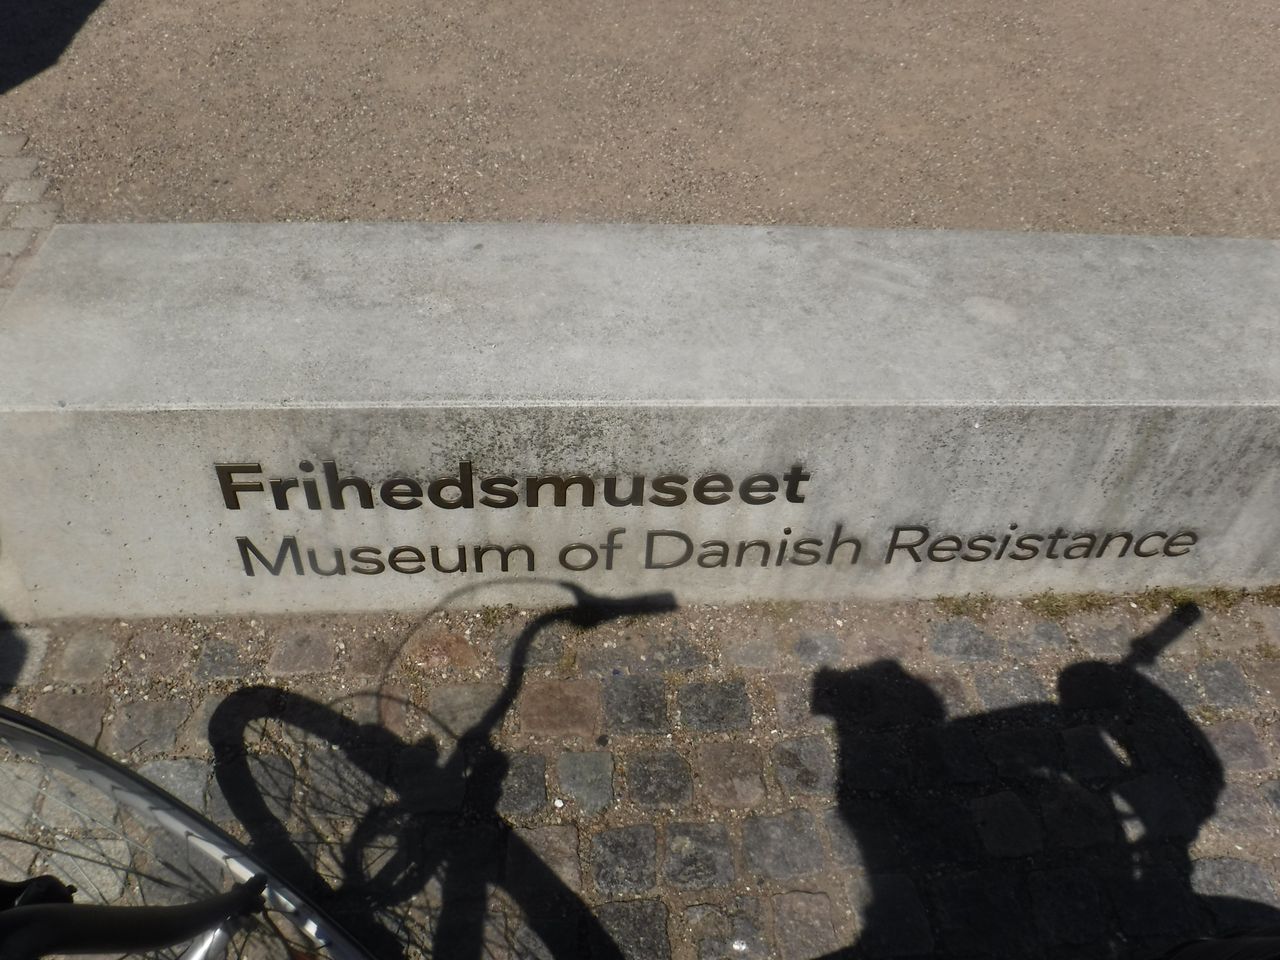 Frihedsmuseet
Museum of Danish Resistance